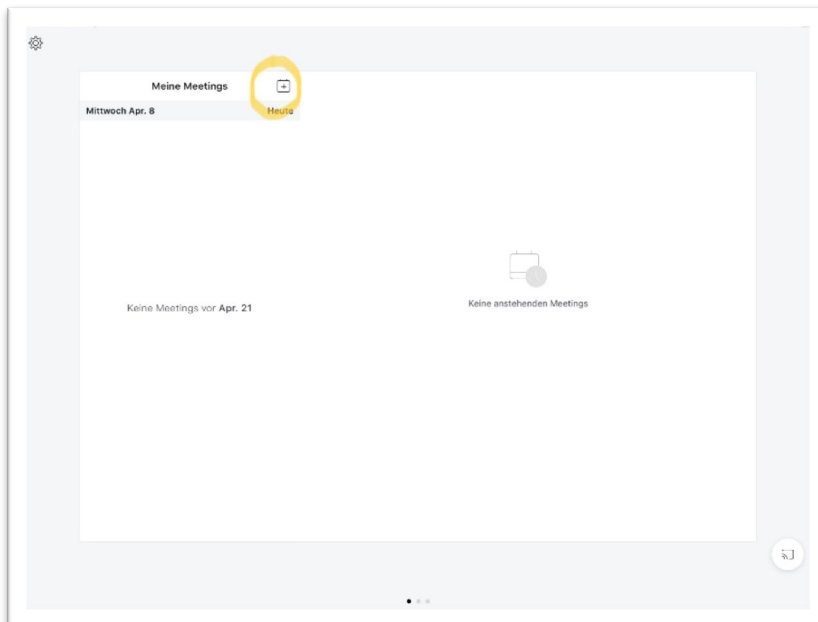 Meine Meetings
Mittwoch Apr. 8 Heute
Keine Meetings vor Apr. 21
Keine anstehenden Meetings